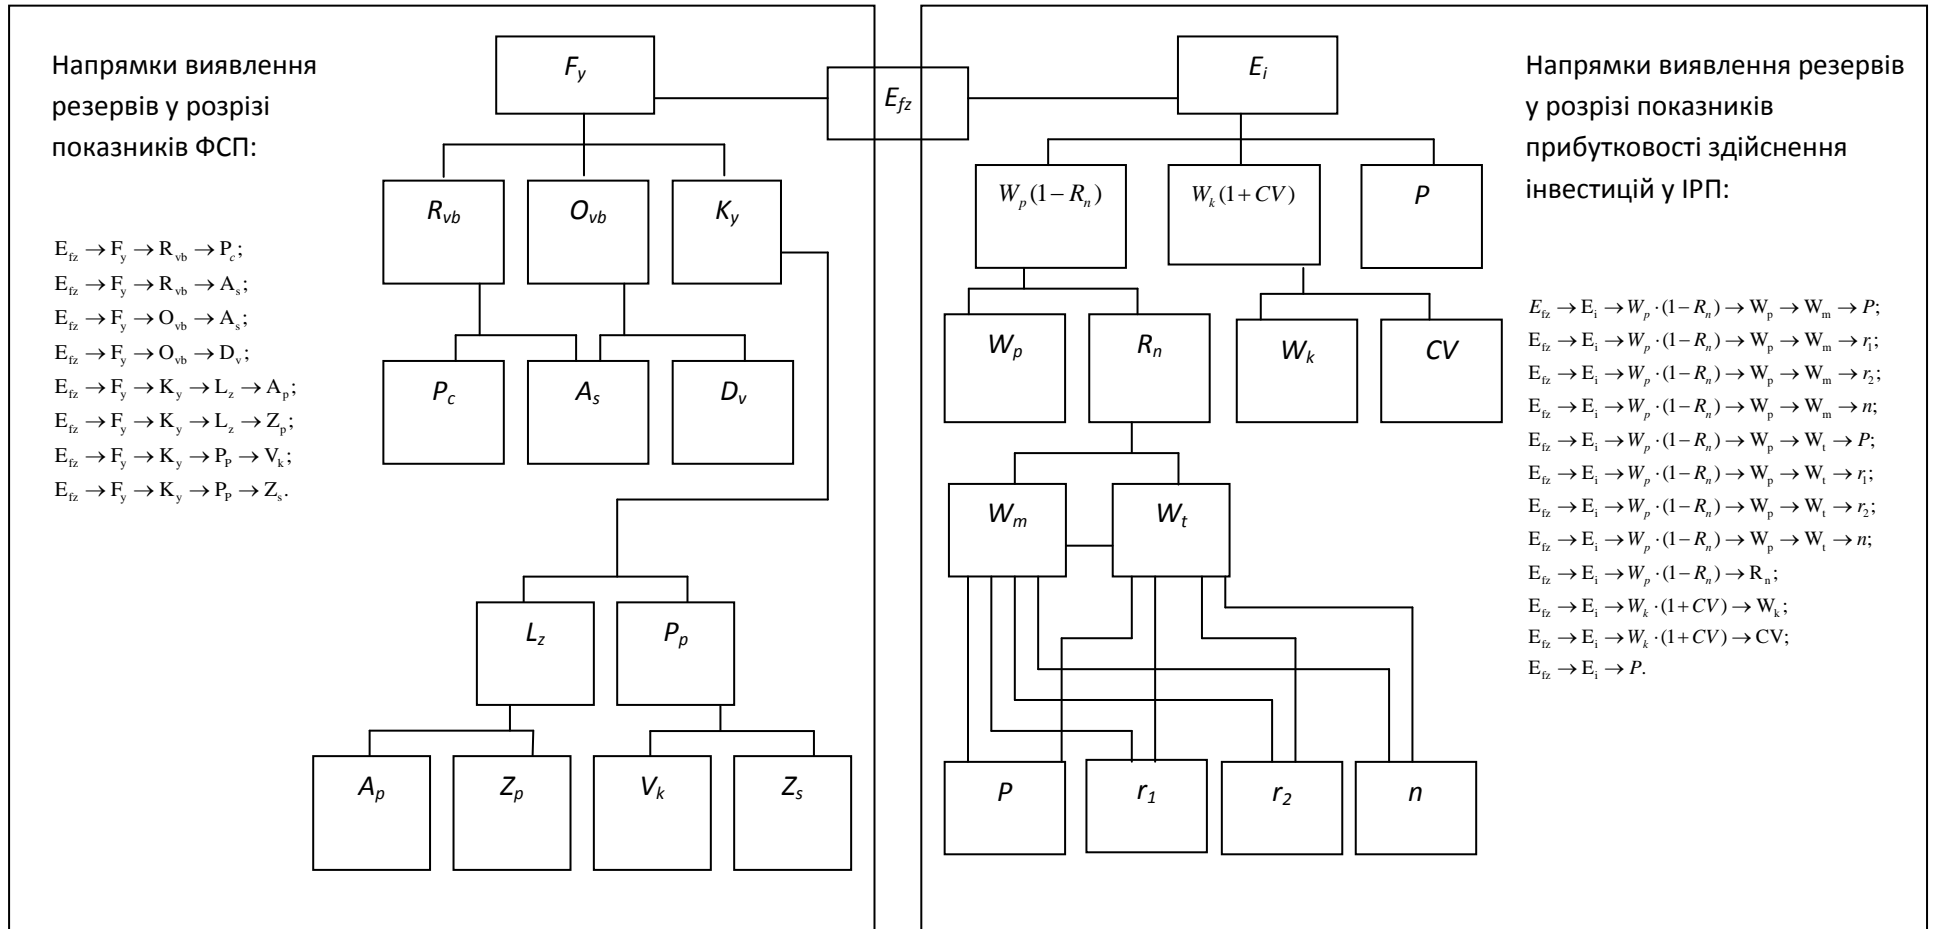 Напрямки виявлення
резервів у розрізі
показників ФСП:
E_fz → F_y → R_vb → P_c;
E_fz → F_y → R_vb → A_s;
E_fz → F_y → O_vb → A_s;
E_fz → F_y → O_vb → D_v;
E_fz → F_y → K_y → L_z → A_p;
E_fz → F_y → K_y → L_z → Z_p;
E_fz → F_y → K_y → P_P → V_k;
E_fz → F_y → K_y → P_P → Z_s.
F_y
E_fz
E_i
R_vb
O_vb
K_y
P_c
A_s
D_v
L_z
P_p
A_p
Z_p
V_k
Z_s
W_p(1−R_n)
W_k(1+CV)
P
W_p
R_n
W_k
CV
W_m
W_t
P
r_1
r_2
n
Напрямки виявлення резервів
у розрізі показників
прибутковості здійснення
інвестицій у ІРП:
E_fz → E_i → W_p·(1−R_n) → W_p → W_m → P;
E_fz → E_i → W_p·(1−R_n) → W_p → W_m → r_1;
E_fz → E_i → W_p·(1−R_n) → W_p → W_m → r_2;
E_fz → E_i → W_p·(1−R_n) → W_p → W_m → n;
E_fz → E_i → W_p·(1−R_n) → W_p → W_t → P;
E_fz → E_i → W_p·(1−R_n) → W_p → W_t → r_1;
E_fz → E_i → W_p·(1−R_n) → W_p → W_t → r_2;
E_fz → E_i → W_p·(1−R_n) → W_p → W_t → n;
E_fz → E_i → W_p·(1−R_n) → R_n;
E_fz → E_i → W_k·(1+CV) → W_k;
E_fz → E_i → W_k·(1+CV) → CV;
E_fz → E_i → P.